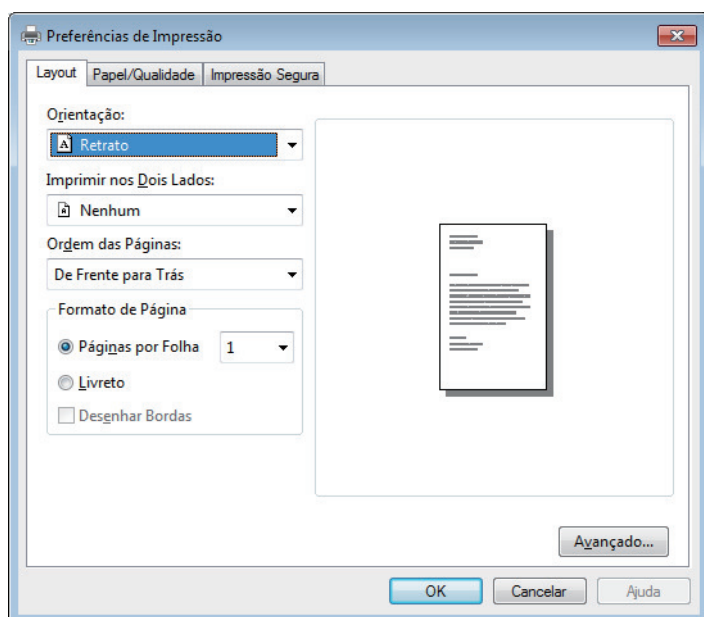 Preferências de Impressão
Layout Papel/Qualidade Impressão Segura
Orientação:
A Retrato
Imprimir nos Dois Lados:
Nenhum
Ordem das Páginas:
De Frente para Trás
Formato de Página
Páginas por Folha 1
Livreto
Desenhar Bordas
Avançado...
OK Cancelar Ajuda